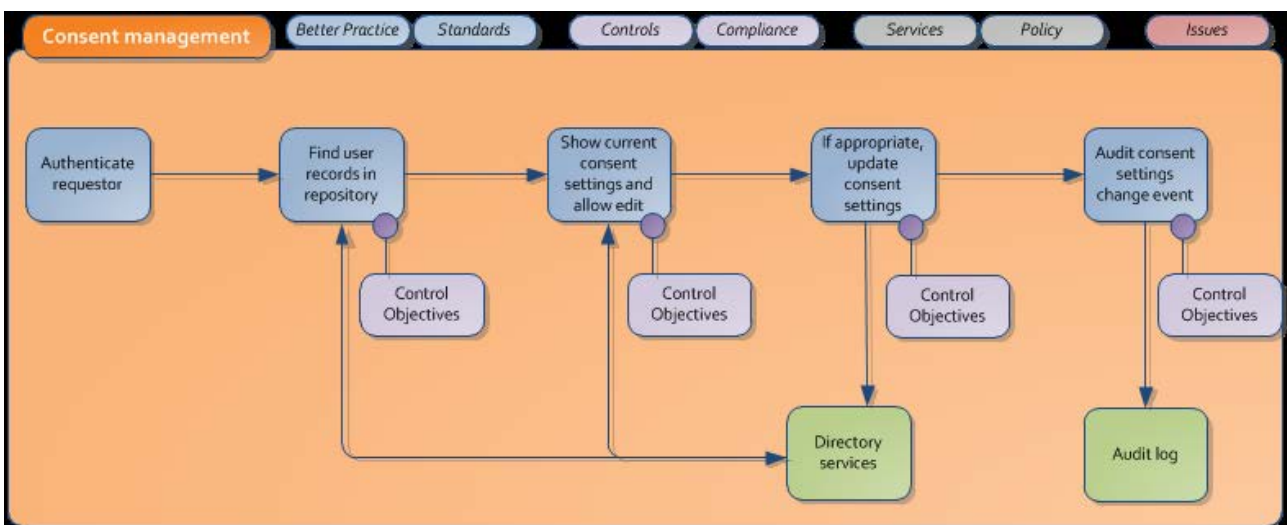 Consent management
Better Practice
Standards
Controls
Compliance
Services
Policy
Issues
Authenticate
requestor
Find user
records in
repository
Show current
consent
settings and
allow edit
If appropriate,
update
consent
settings
Audit consent
settings
change event
Control
Objectives
Control
Objectives
Control
Objectives
Control
Objectives
Directory
services
Audit log